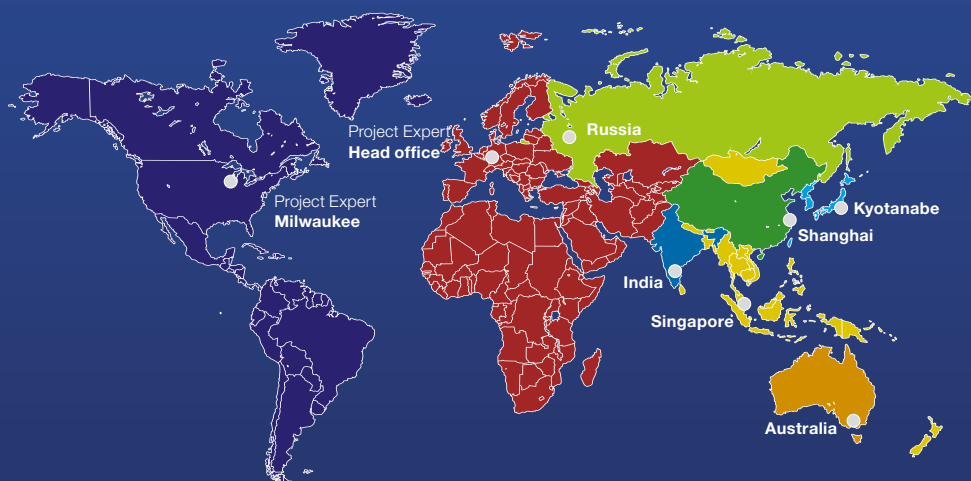 Project Expert
Head office
Russia
Project Expert
Milwaukee
Kyotanabe
Shanghai
India
Singapore
Australia